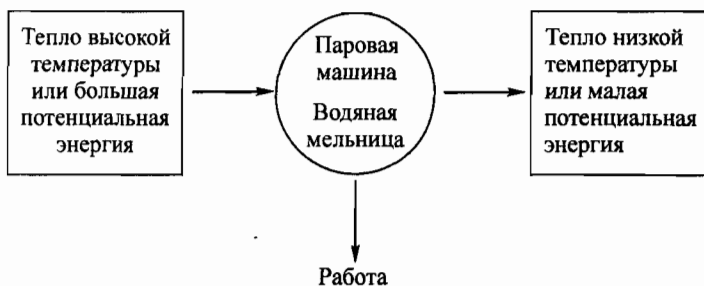 Тепло высокой
температуры
или большая
потенциальная
энергия
Паровая
машина
Водяная
мельница
Тепло низкой
температуры
или малая
потенциальная
энергия
Работа